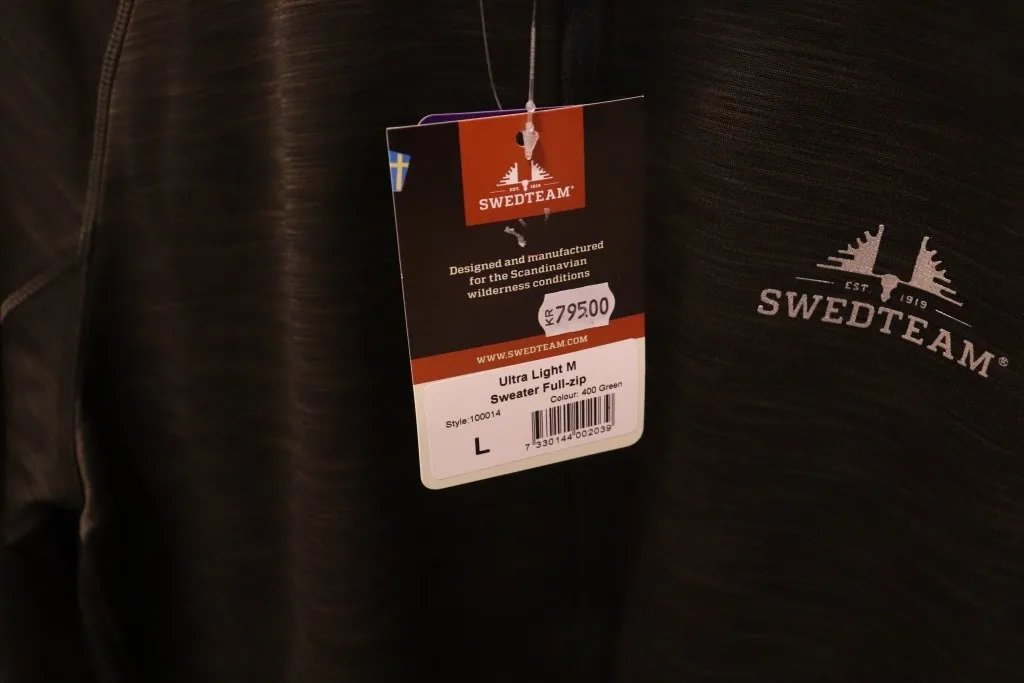 EST. 1919
SWEDTEAM®
Designed and manufactured
for the Scandinavian
wilderness conditions
KR 795.00
WWW.SWEDTEAM.COM
Ultra Light M
Sweater Full-zip
Colour: 400 Green
Style:100014
L
7 330144 002039
EST 1919
SWEDTEAM®